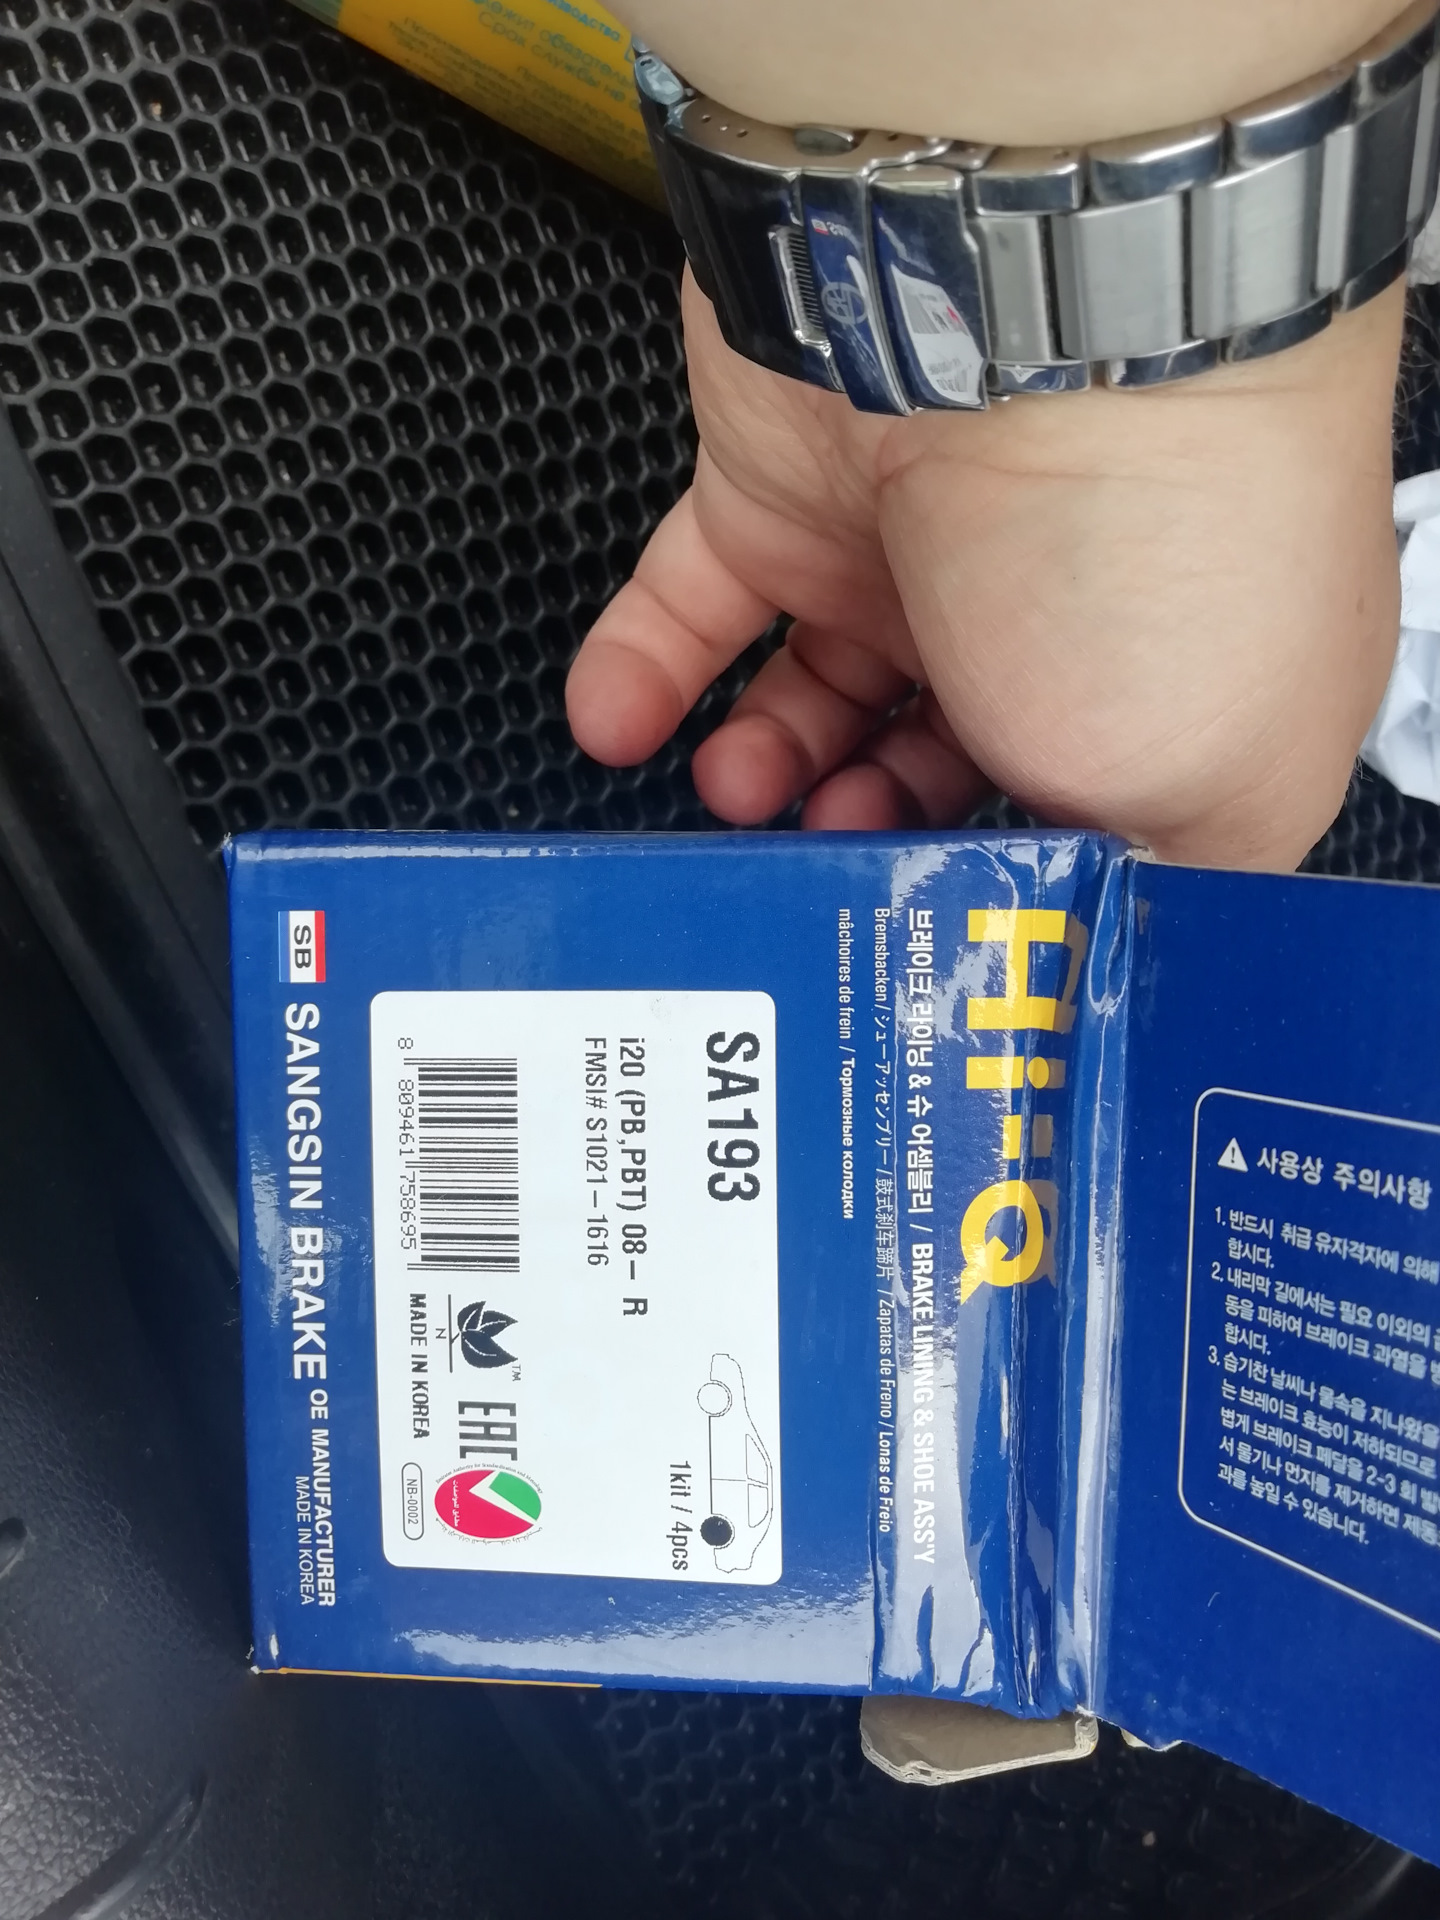 Срок службы не
Hi-Q
브레이크 라이닝 & 슈 어셈블리 / BRAKE LINING & SHOE ASS'Y
Bremsbacken / シューアッセンブリー / 鼓式刹车蹄片 / Zapatas de Freno / Lonas de Freio
mâchoires de frein / Тормозные колодки
SA193
1kit / 4pcs
i20 (PB,PBT) 08 – R
FMSI# S1021–1616
8 809461 758695
N
TM
EAC
MADE IN KOREA
NB-0002
SB SANGSIN BRAKE OE MANUFACTURER
MADE IN KOREA
사용상 주의사항
1. 반드시 취급 유자격자에 의해
합시다.
2. 내리막 길에서는 필요 이외의
동을 피하여 브레이크 과열을
합시다.
3. 습기찬 날씨나 물속을 지나왔을
는 브레이크 효능이 저하되므로
볍게 브레이크 페달을 2-3 회
서 물기나 먼지를 제거하면
과를 높일 수 있습니다.